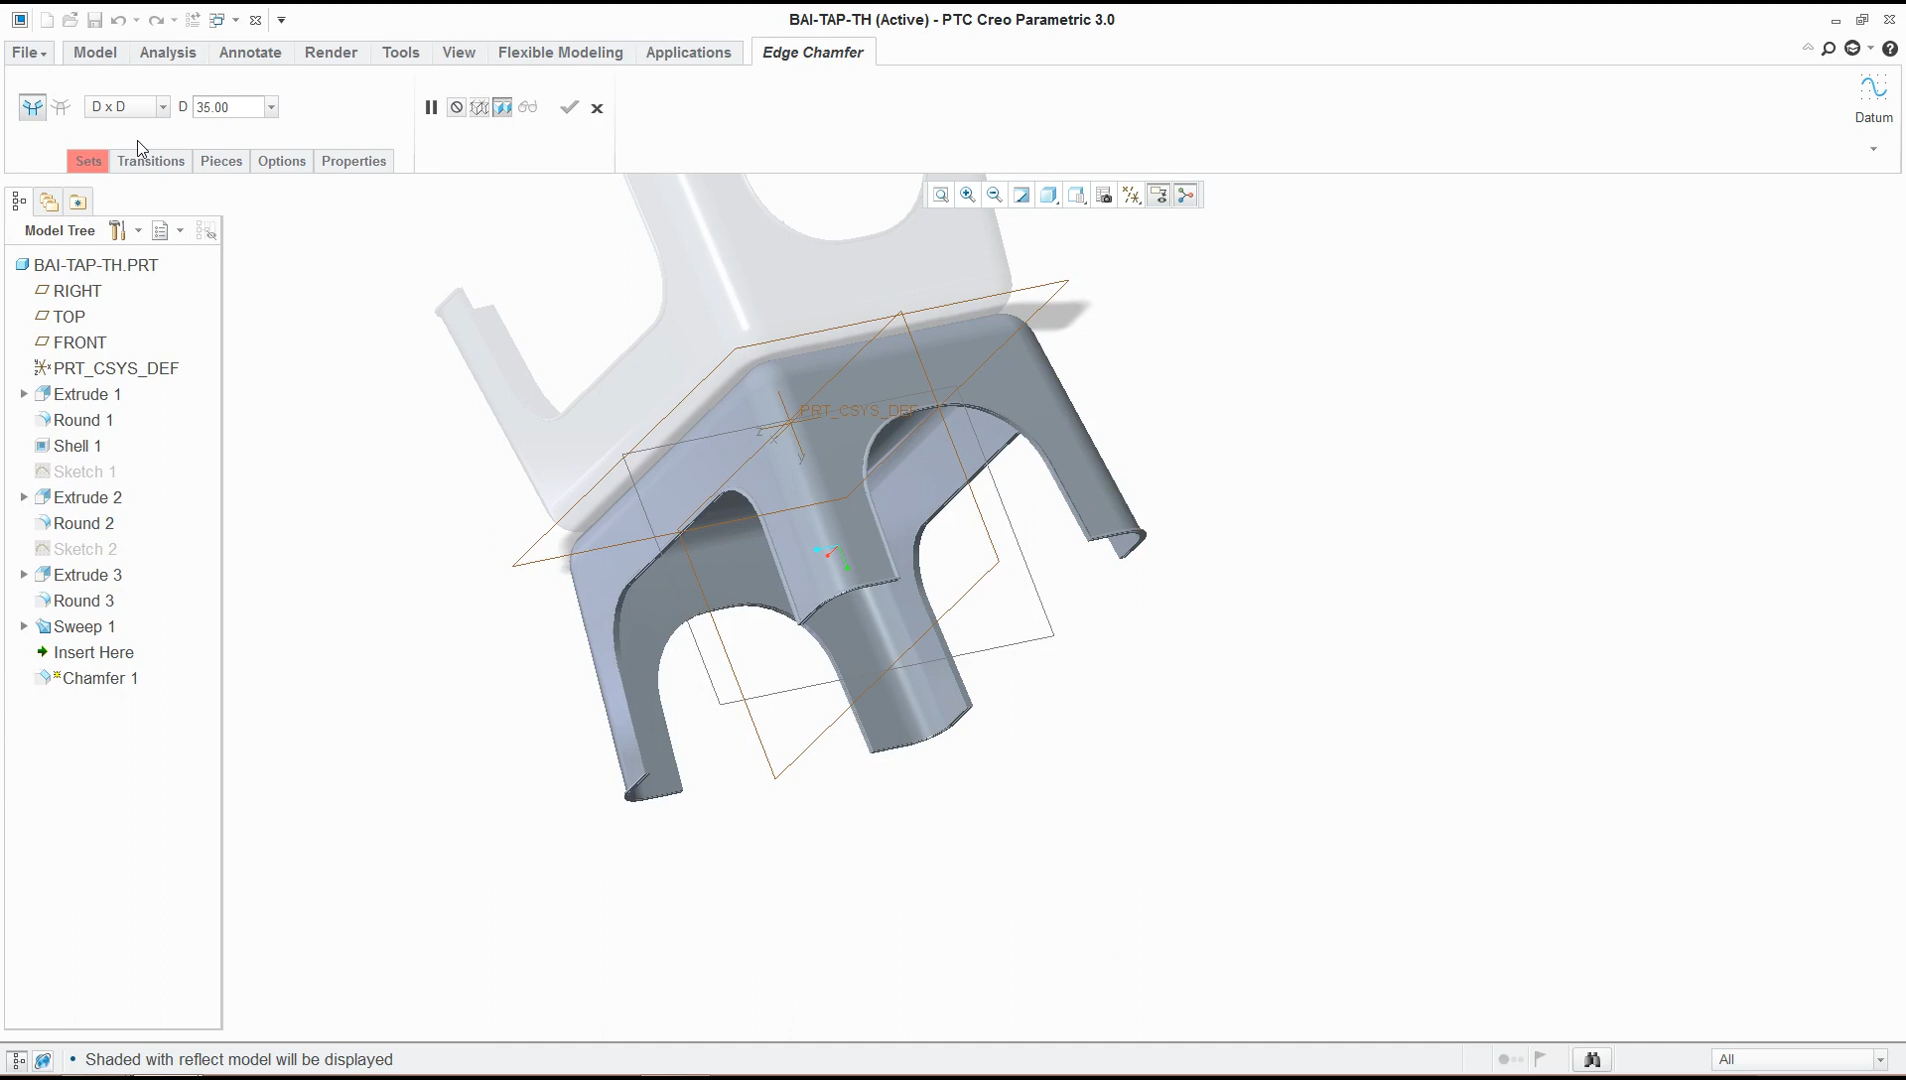 BAI-TAP-TH (Active) - PTC Creo Parametric 3.0
File Model Analysis Annotate Render Tools View Flexible Modeling Applications Edge Chamfer
D x D D 35.00
Datum
Sets Transitions Pieces Options Properties
Model Tree
BAI-TAP-TH.PRT
RIGHT
TOP
FRONT
PRT_CSYS_DEF
Extrude 1
Round 1
Shell 1
Sketch 1
Extrude 2
Round 2
Sketch 2
Extrude 3
Round 3
Sweep 1
Insert Here
Chamfer 1
PRT_CSYS_DEF
• Shaded with reflect model will be displayed
All